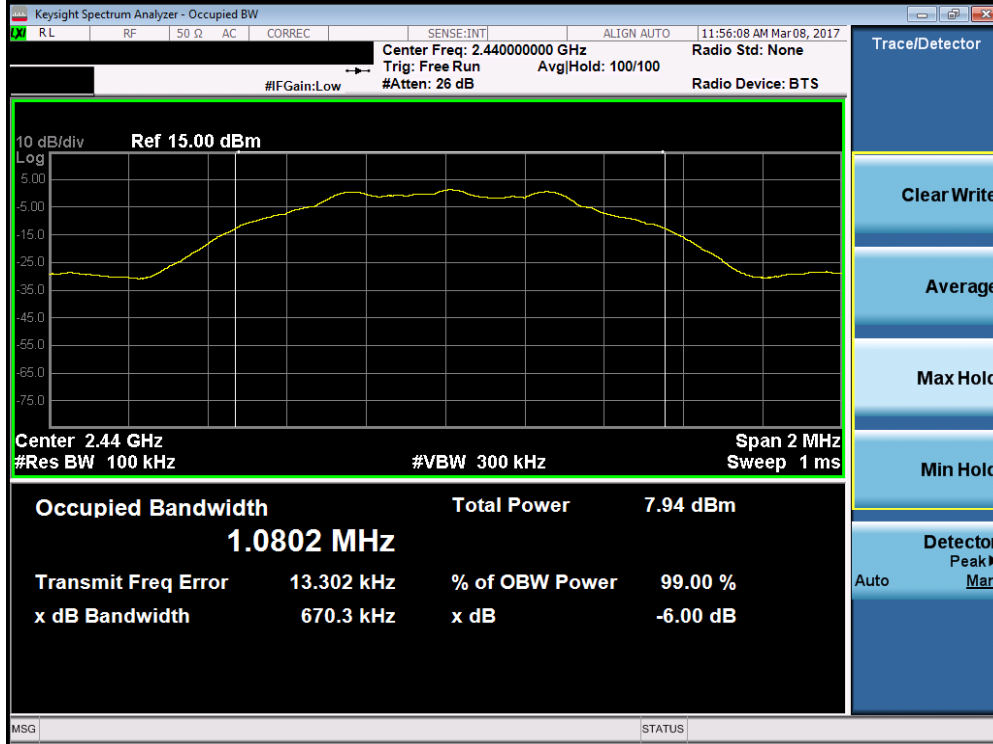 Keysight Spectrum Analyzer - Occupied BW
LXI RL RF 50 Ω AC CORREC SENSE:INT ALIGN AUTO 11:56:08 AM Mar 08, 2017
Center Freq: 2.440000000 GHz Radio Std: None
Trig: Free Run Avg|Hold: 100/100
#IFGain:Low #Atten: 26 dB Radio Device: BTS
10 dB/div Ref 15.00 dBm
Log
5.00
-5.00
-15.0
-25.0
-35.0
-45.0
-55.0
-65.0
-75.0
Center 2.44 GHz Span 2 MHz
#Res BW 100 kHz #VBW 300 kHz Sweep 1 ms
Occupied Bandwidth Total Power 7.94 dBm
1.0802 MHz
Transmit Freq Error 13.302 kHz % of OBW Power 99.00 %
x dB Bandwidth 670.3 kHz x dB -6.00 dB
MSG STATUS
Trace/Detector
Clear Write
Average
Max Hold
Min Hold
Detector
Peak
Auto Man